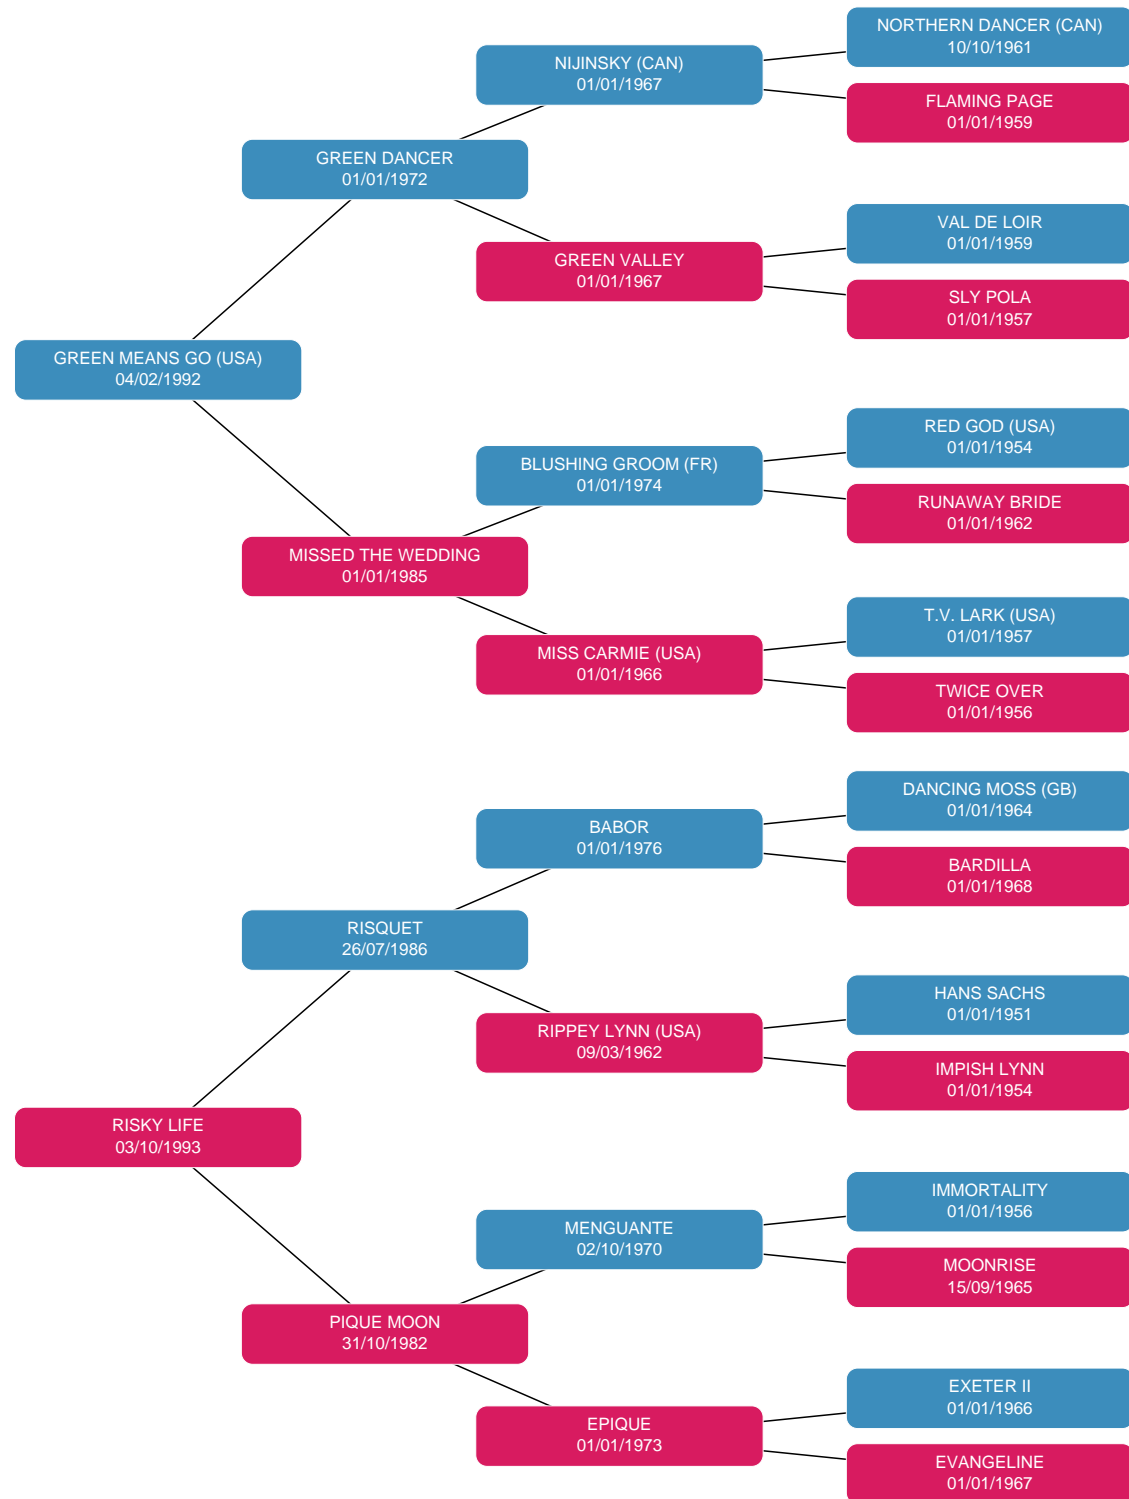 NORTHERN DANCER (CAN)
10/10/1961
NIJINSKY (CAN)
01/01/1967
FLAMING PAGE
01/01/1959
GREEN DANCER
01/01/1972
VAL DE LOIR
01/01/1959
GREEN VALLEY
01/01/1967
SLY POLA
01/01/1957
GREEN MEANS GO (USA)
04/02/1992
RED GOD (USA)
01/01/1954
BLUSHING GROOM (FR)
01/01/1974
RUNAWAY BRIDE
01/01/1962
MISSED THE WEDDING
01/01/1985
T.V. LARK (USA)
01/01/1957
MISS CARMIE (USA)
01/01/1966
TWICE OVER
01/01/1956
DANCING MOSS (GB)
01/01/1964
BABOR
01/01/1976
BARDILLA
01/01/1968
RISQUET
26/07/1986
HANS SACHS
01/01/1951
RIPPEY LYNN (USA)
09/03/1962
IMPISH LYNN
01/01/1954
RISKY LIFE
03/10/1993
IMMORTALITY
01/01/1956
MENGUANTE
02/10/1970
MOONRISE
15/09/1965
PIQUE MOON
31/10/1982
EXETER II
01/01/1966
EPIQUE
01/01/1973
EVANGELINE
01/01/1967